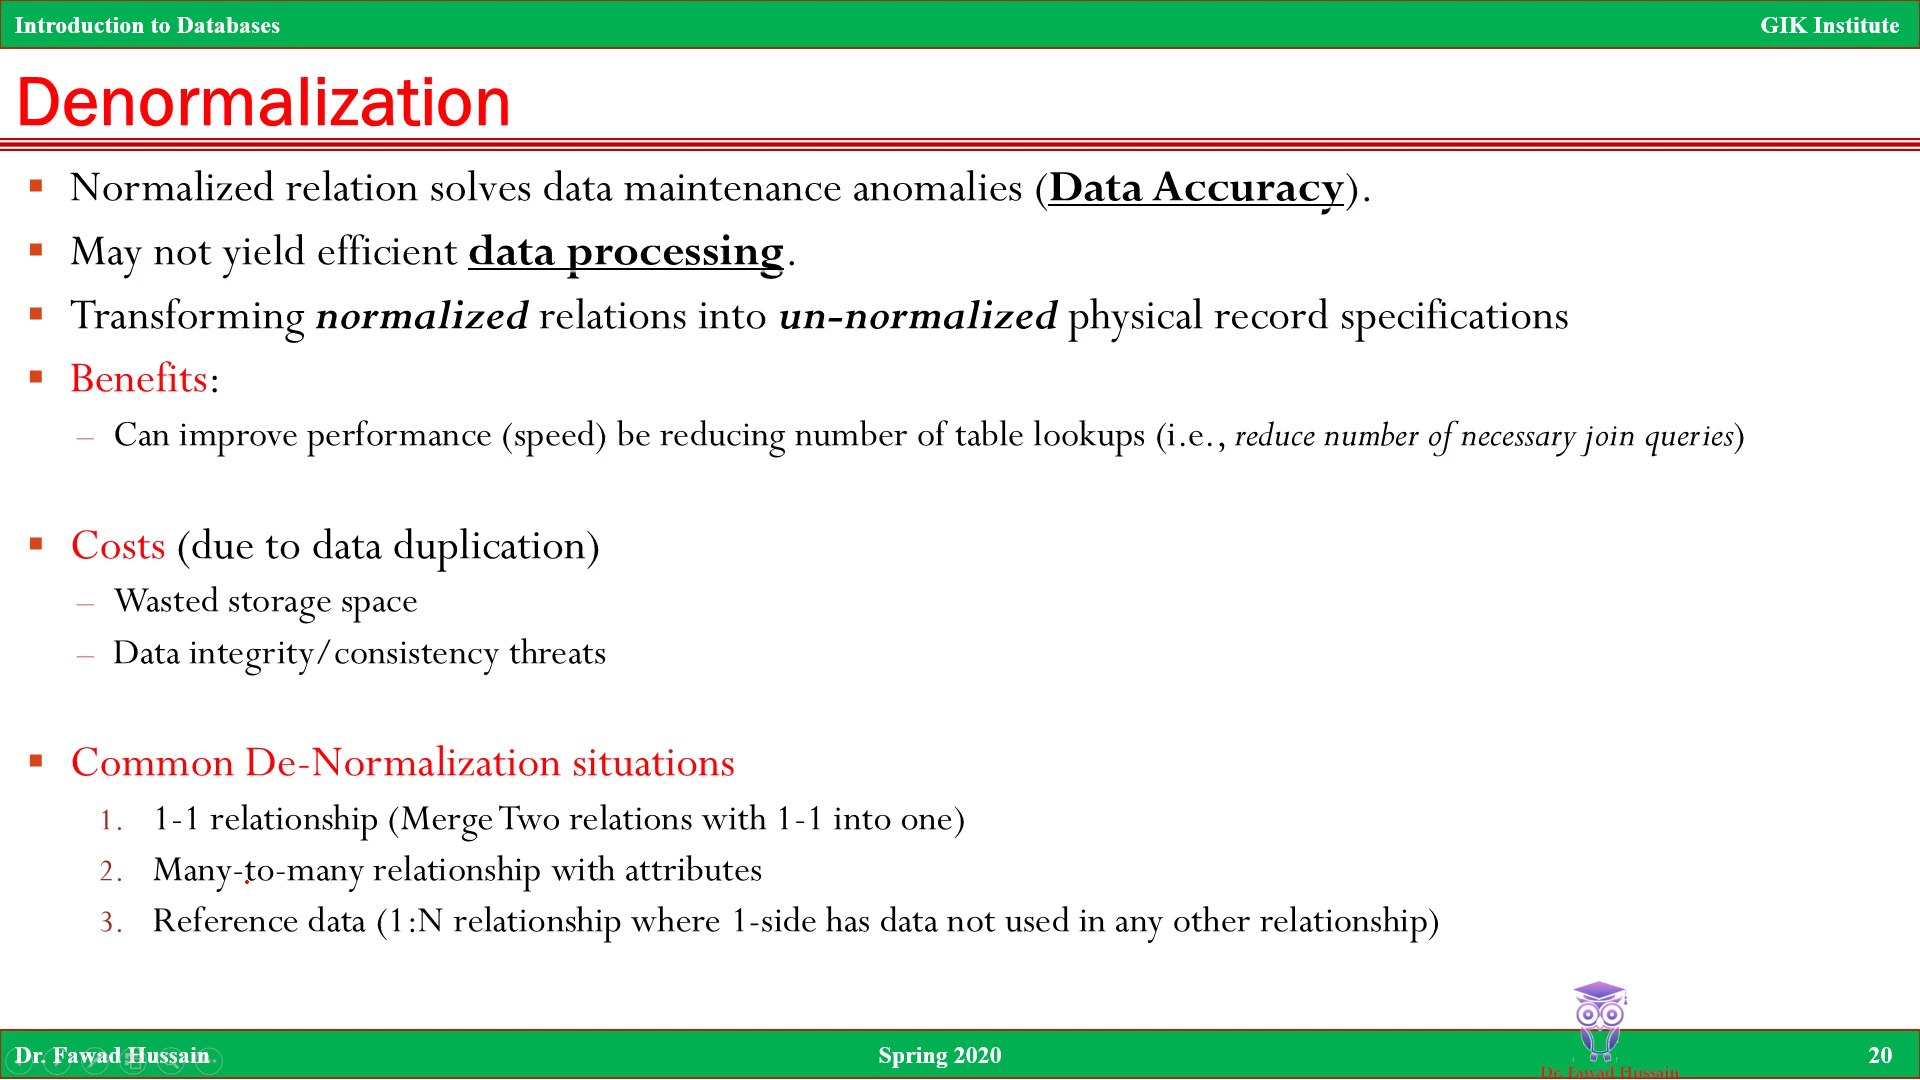 Introduction to Databases
GIK Institute
Denormalization
Normalized relation solves data maintenance anomalies (Data Accuracy).
May not yield efficient data processing.
Transforming normalized relations into un-normalized physical record specifications
Benefits:
– Can improve performance (speed) be reducing number of table lookups (i.e., reduce number of necessary join queries)
Costs (due to data duplication)
– Wasted storage space
– Data integrity/consistency threats
Common De-Normalization situations
1. 1-1 relationship (Merge Two relations with 1-1 into one)
2. Many-to-many relationship with attributes
3. Reference data (1:N relationship where 1-side has data not used in any other relationship)
Dr. Fawad Hussain
Spring 2020
Dr. Fawad Hussain
20